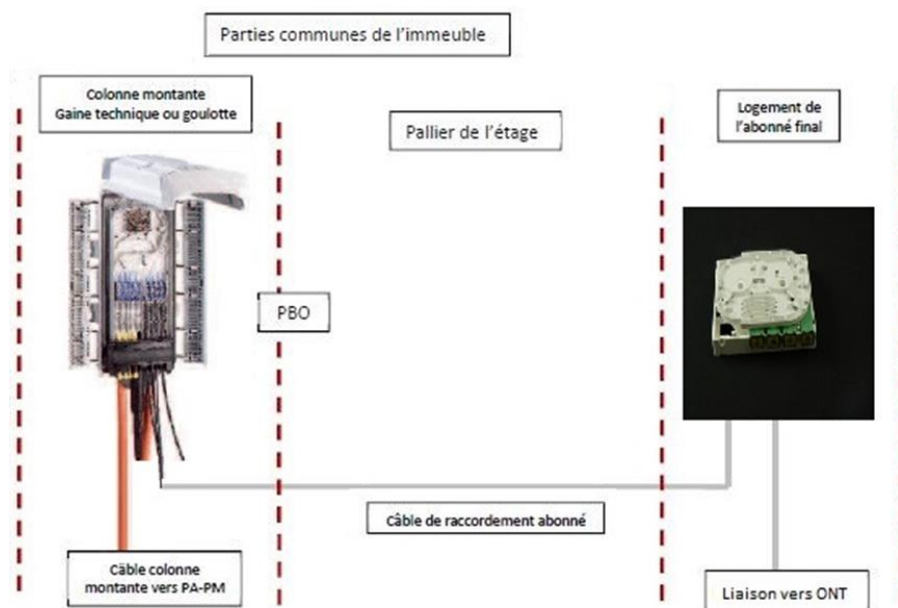 Parties communes de l'immeuble
Colonne montante
Gaine technique ou goulotte
Pallier de l'étage
Logement de
l'abonné final
PBO
Câble de raccordement abonné
Câble colonne
montante vers PA-PM
Liaison vers ONT